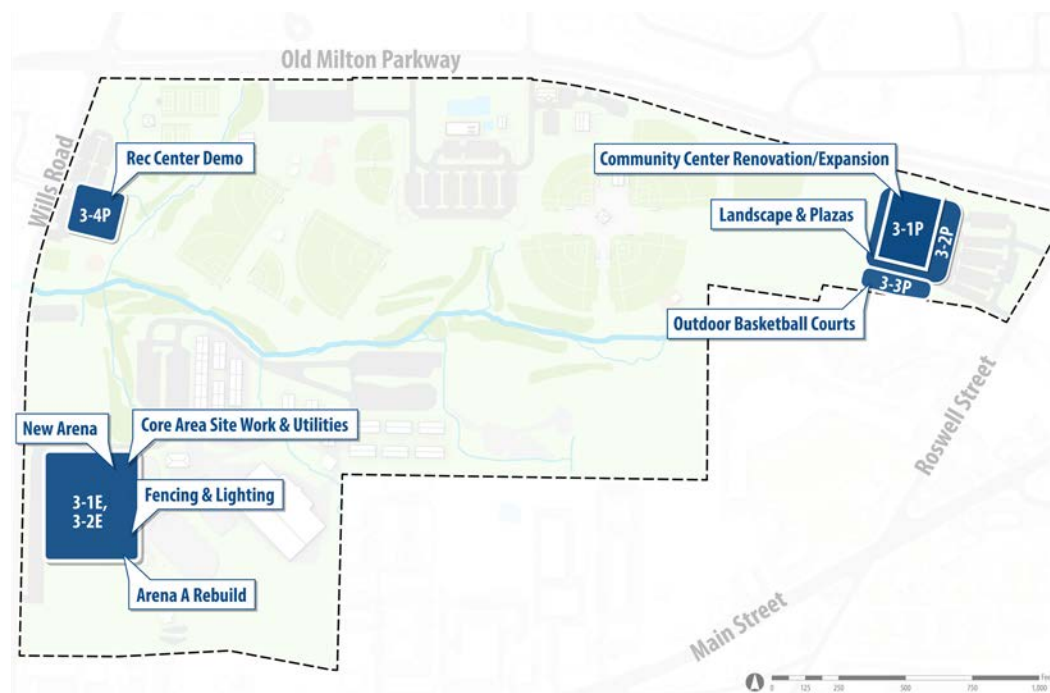 Old Milton Parkway
Wills Road
Rec Center Demo
3-4P
Community Center Renovation/Expansion
Landscape & Plazas
3-1P
3-2P
3-3P
Outdoor Basketball Courts
Roswell Street
New Arena
Core Area Site Work & Utilities
3-1E,
3-2E
Fencing & Lighting
Arena A Rebuild
Main Street
0 125 250 500 750 1,000